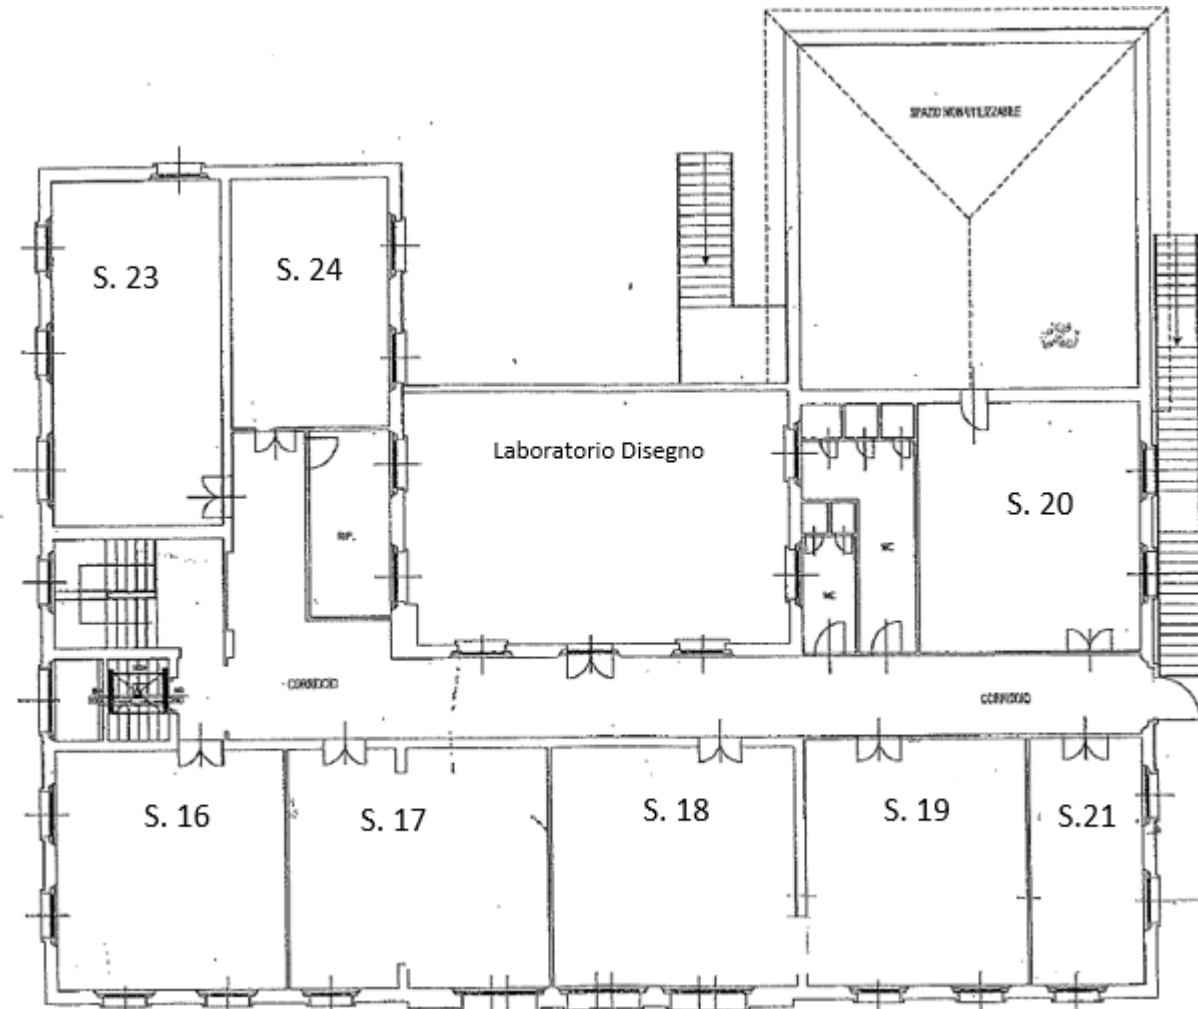 SPAZIO NON UTILIZZABILE
S. 23
S. 24
Laboratorio Disegno
S. 20
RIP.
WC
WC
CORRIDOIO
CORRIDOIO
S. 16
S. 17
S. 18
S. 19
S.21